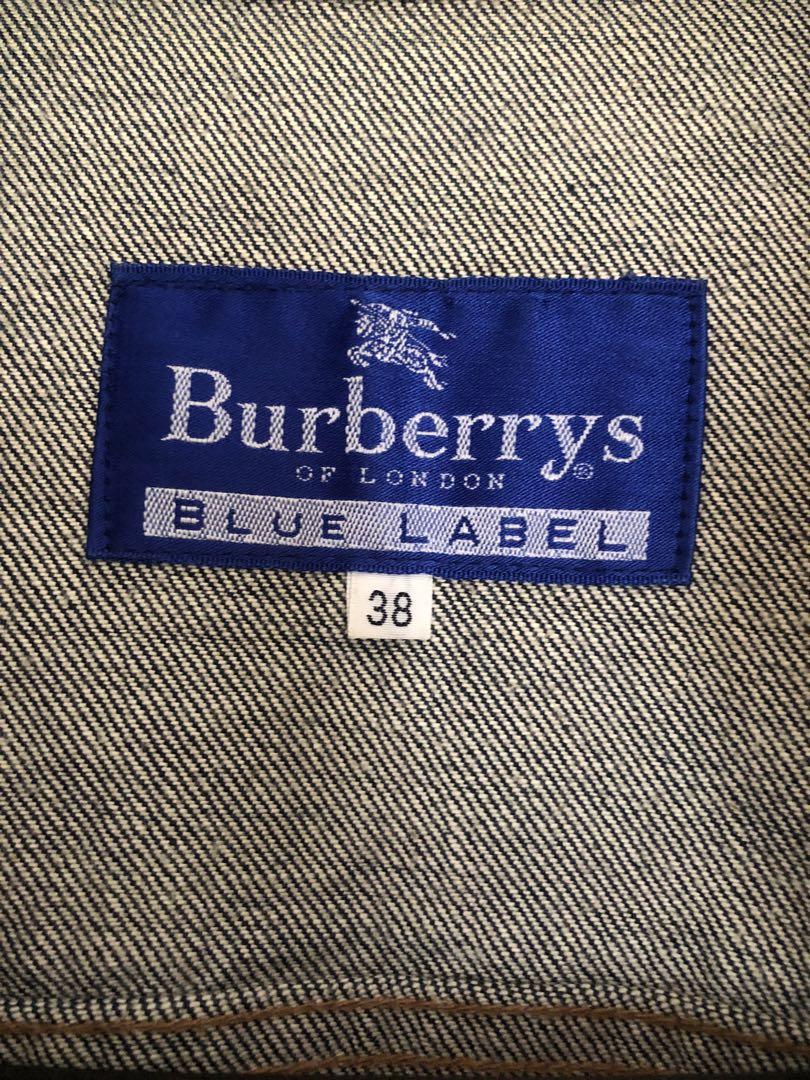 Burberrys
OF LONDON ®
BLUE LABEL
38